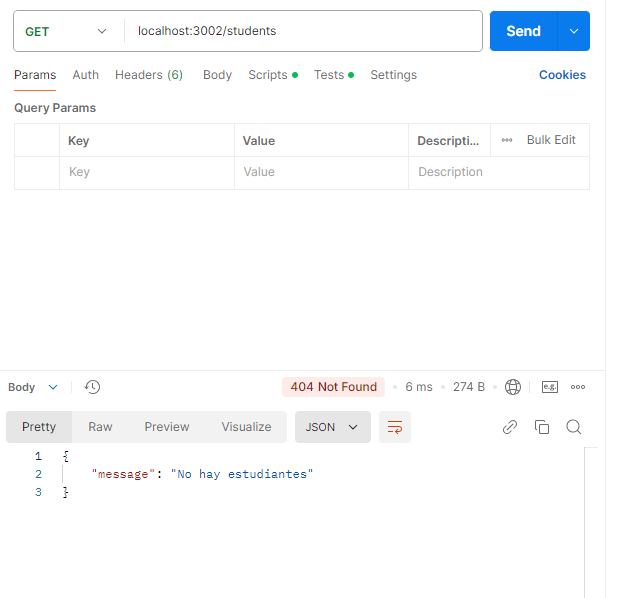 GET localhost:3002/students Send
Params Auth Headers (6) Body Scripts Tests Settings Cookies
Query Params
Key Value Descripti... Bulk Edit
Key Value Description
Body 404 Not Found 6 ms 274 B e.g.
Pretty Raw Preview Visualize JSON
1 {
2 "message": "No hay estudiantes"
3 }